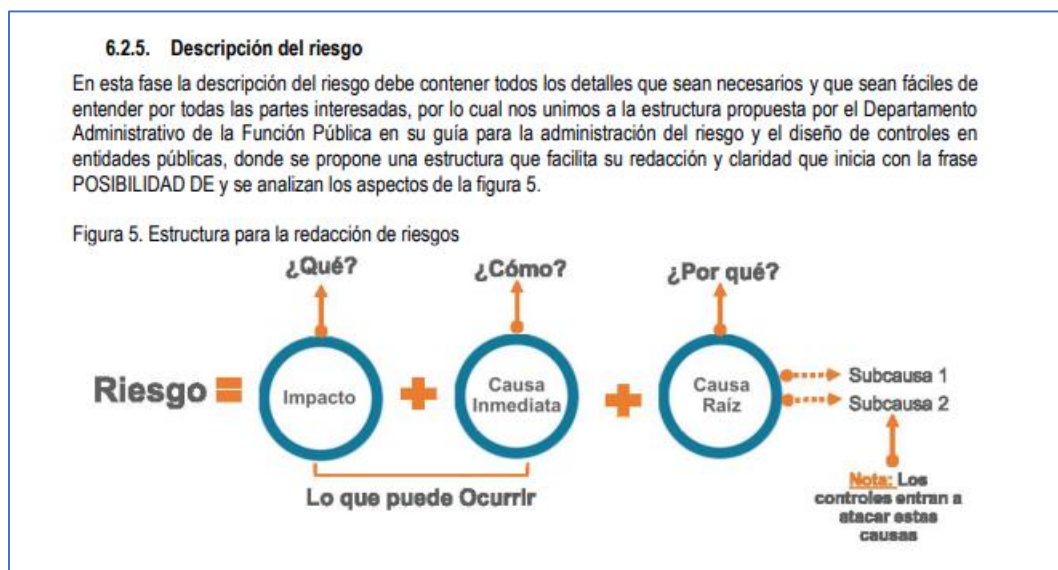 6.2.5. Descripción del riesgo
En esta fase la descripción del riesgo debe contener todos los detalles que sean necesarios y que sean fáciles de
entender por todas las partes interesadas, por lo cual nos unimos a la estructura propuesta por el Departamento
Administrativo de la Función Pública en su guía para la administración del riesgo y el diseño de controles en
entidades públicas, donde se propone una estructura que facilita su redacción y claridad que inicia con la frase
POSIBILIDAD DE y se analizan los aspectos de la figura 5.
Figura 5. Estructura para la redacción de riesgos
¿Qué? ¿Cómo? ¿Por qué?
Riesgo = Impacto + Causa Inmediata + Causa Raíz
Subcausa 1
Subcausa 2
Lo que puede Ocurrir
Nota: Los
controles entran a
atacar estas
causas